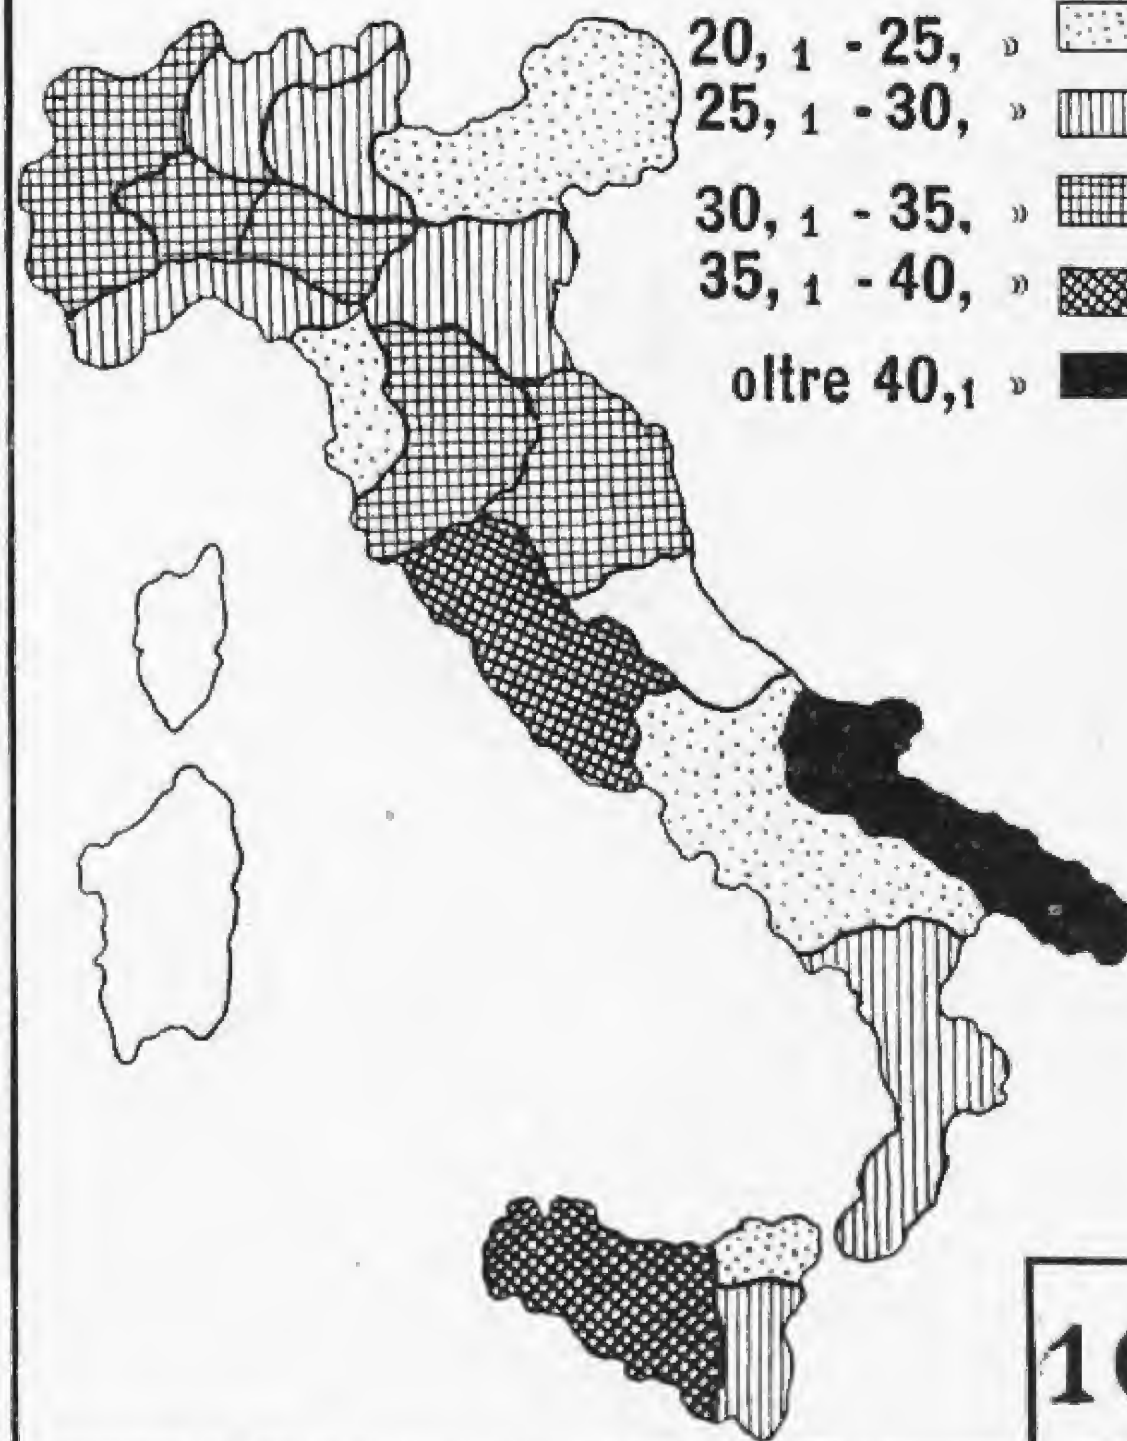 20, 1 - 25, »
25, 1 - 30, »
30, 1 - 35, »
35, 1 - 40, »
oltre 40,1 »